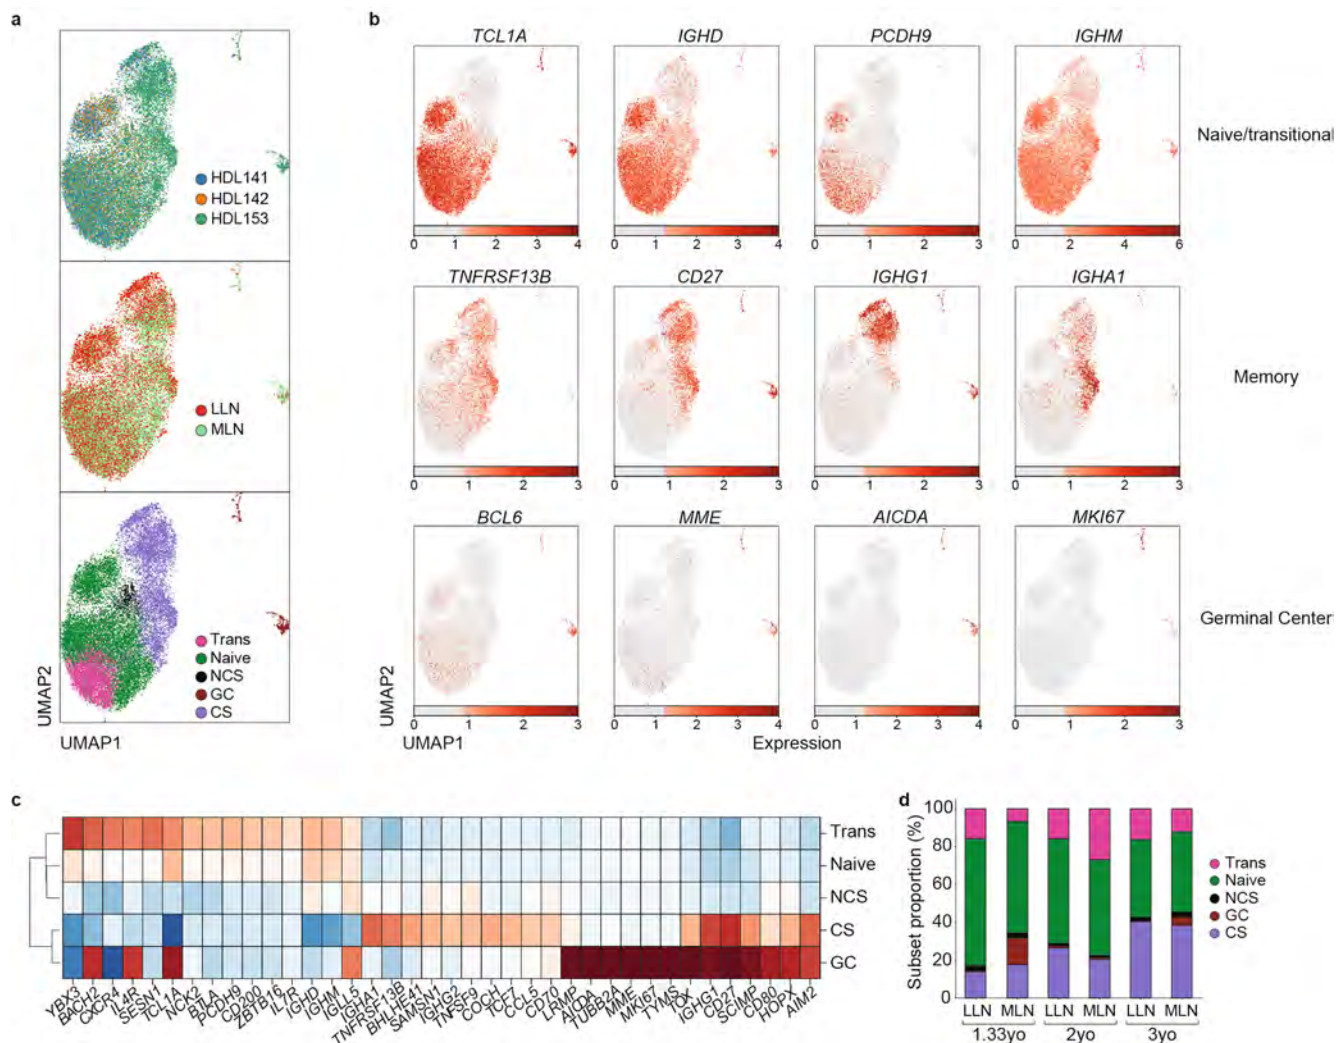 a
HDL141
HDL142
HDL153
LLN
MLN
Trans
Naive
NCS
GC
CS
UMAP2
UMAP1
b
TCL1A IGHD PCDH9 IGHM
Naive/transitional
0 1 2 3 4 0 1 2 3 4 0 1 2 3 0 2 4 6
TNFRSF13B CD27 IGHG1 IGHA1
Memory
0 1 2 3 0 1 2 3 0 1 2 3 0 1 2 3
BCL6 MME AICDA MKI67
Germinal Center
0 1 2 3 0 1 2 3 0 1 2 3 4 0 1 2 3
UMAP2
UMAP1 Expression
c
Trans
Naive
NCS
CS
GC
YBX3 BACH2 CXCR4 IL4R SESN1 TCL1A NCK2 BTLA PCDH9 CD200 ZBTB16 IL7R IGHD IGHM IGLL5 IGHA1 TNFRSF13B BHLHE41 SAMSN1 IGHG2 TNFSF9 COCH TCF7 CCL5 CD70 LRMP AICDA TUBB2A MME MKI67 TYMS TOX IGHG1 CD27 SCIMP CD80 HOPX AIM2
d
Subset proportion (%)
100
80
60
40
20
0
LLN MLN LLN MLN LLN MLN
1.33yo 2yo 3yo
Trans
Naive
NCS
GC
CS